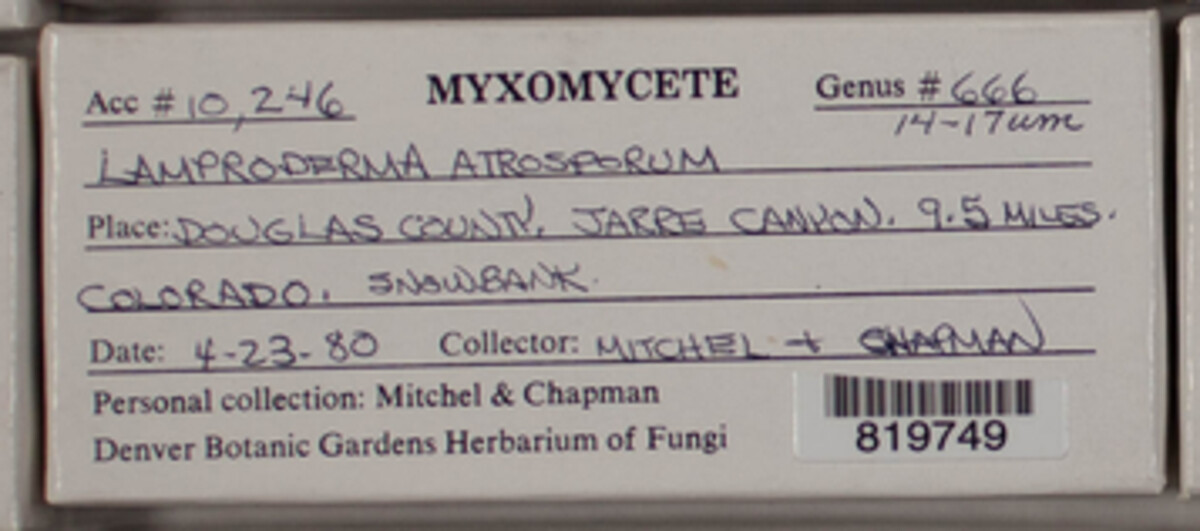 Acc # 10,246 MYXOMYCETE Genus # 666
14-17um
LAMPRODERMA ATROSPORUM
Place: DOUGLAS COUNTY, JARRE CANYON. 9.5 MILES.
COLORADO. SNOWBANK.
Date: 4-23-80 Collector: MITCHEL + CHAPMAN
Personal collection: Mitchel & Chapman
Denver Botanic Gardens Herbarium of Fungi
819749